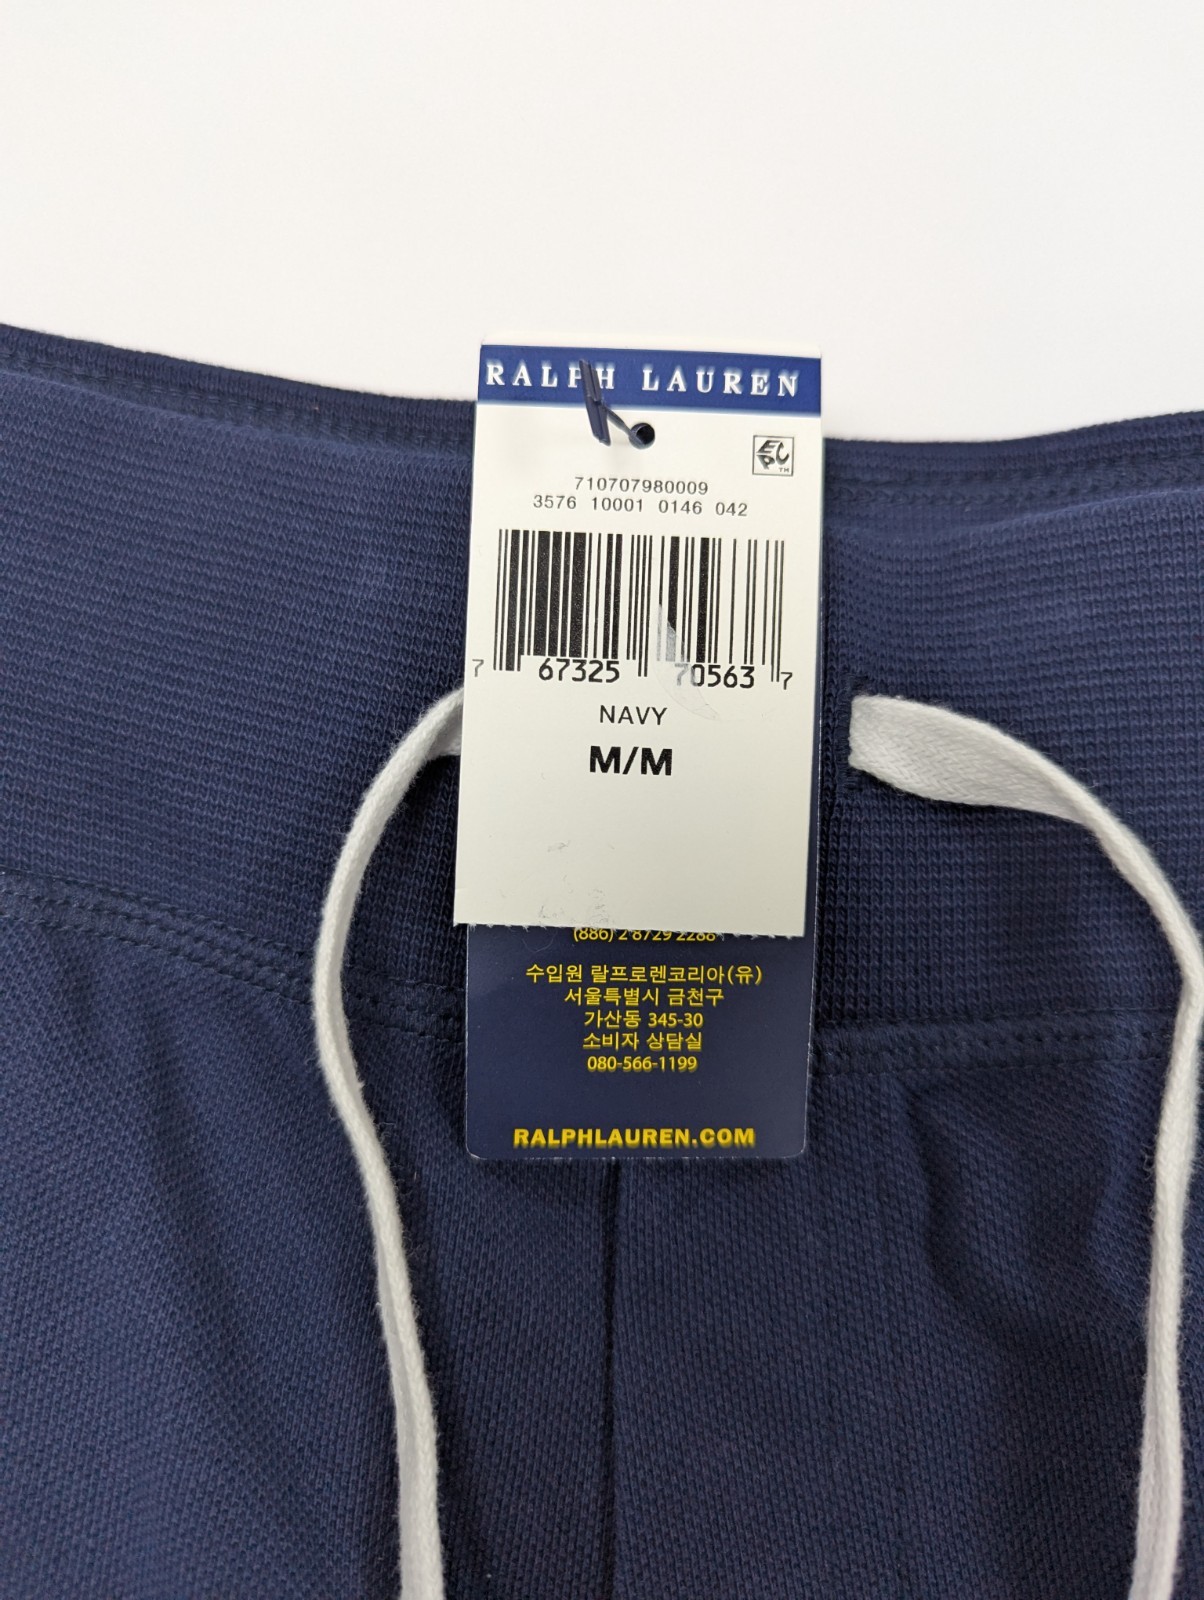 RALPH LAUREN
710707980009
3576 10001 0146 042
7 67325 70563 7
NAVY
M/M
(886) 2 8729 2288
수입원 랄프로렌코리아(유)
서울특별시 금천구
가산동 345-30
소비자 상담실
080-566-1199
RALPHLAUREN.COM